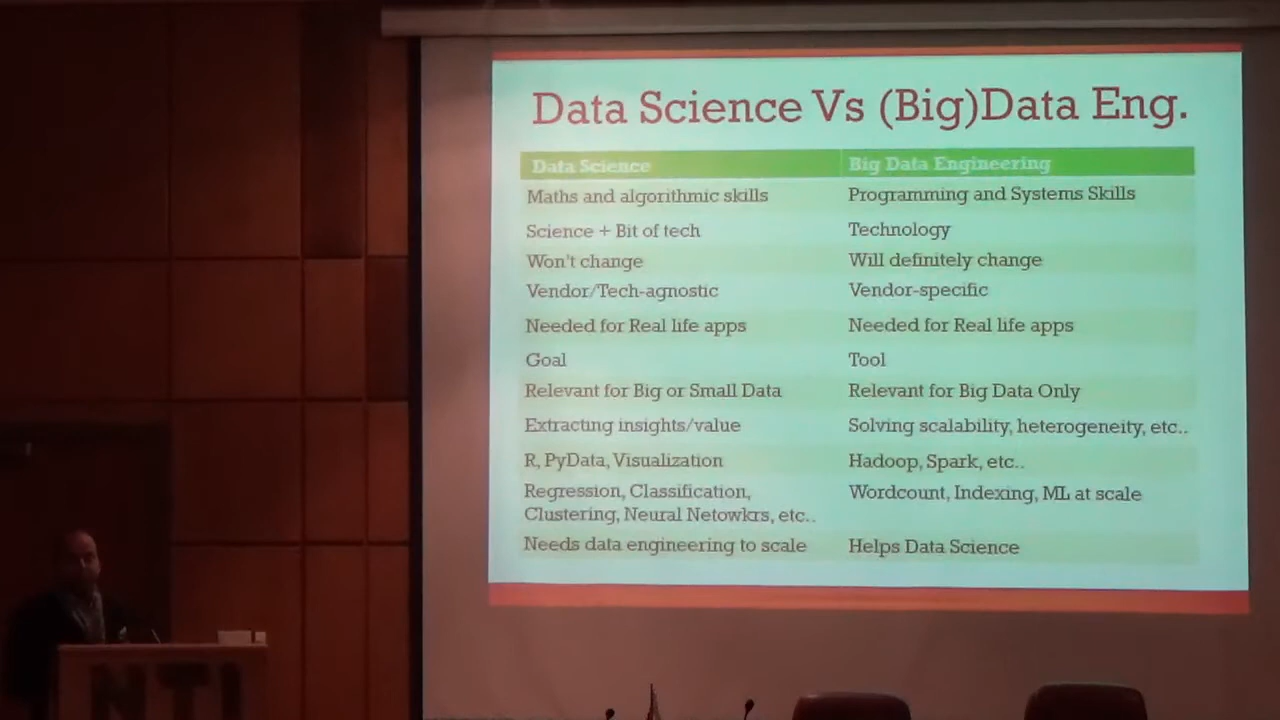 Data Science Vs (Big)Data Eng.
Data Science Big Data Engineering
Maths and algorithmic skills Programming and Systems Skills
Science + Bit of tech Technology
Won't change Will definitely change
Vendor/Tech-agnostic Vendor-specific
Needed for Real life apps Needed for Real life apps
Goal Tool
Relevant for Big or Small Data Relevant for Big Data Only
Extracting insights/value Solving scalability, heterogeneity, etc..
R, PyData, Visualization Hadoop, Spark, etc..
Regression, Classification, Wordcount, Indexing, ML at scale
Clustering, Neural Netowkrs, etc..
Needs data engineering to scale Helps Data Science
NTI